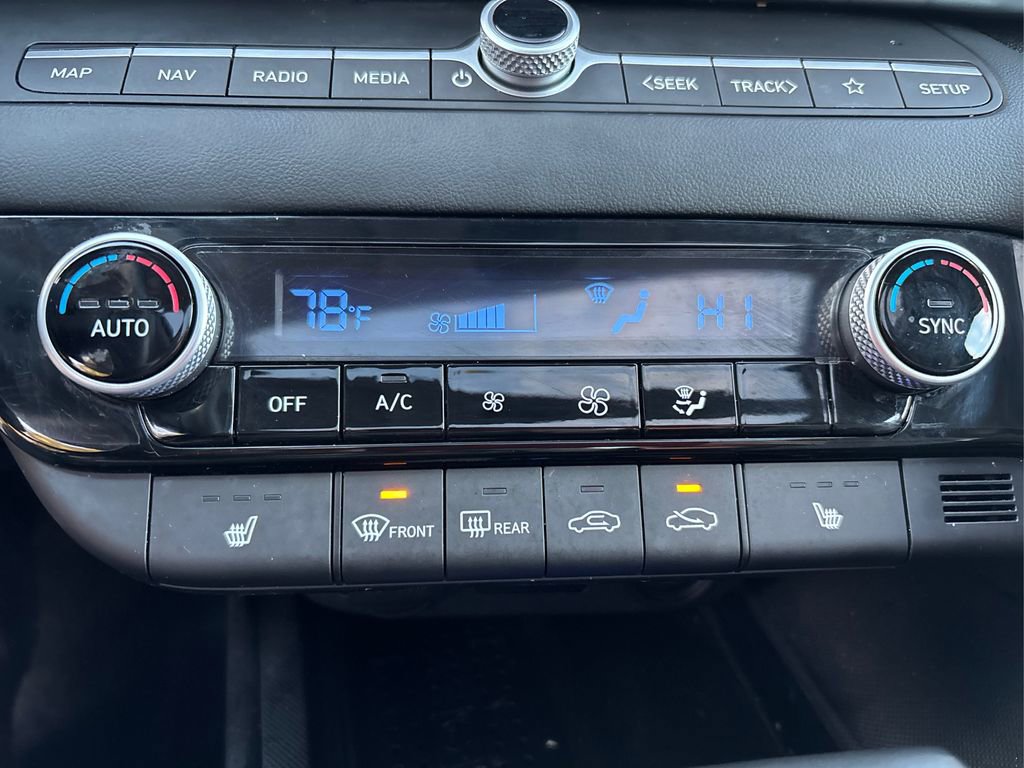 MAP NAV RADIO MEDIA <SEEK TRACK> SETUP
AUTO 78°F HI SYNC
OFF A/C
FRONT REAR